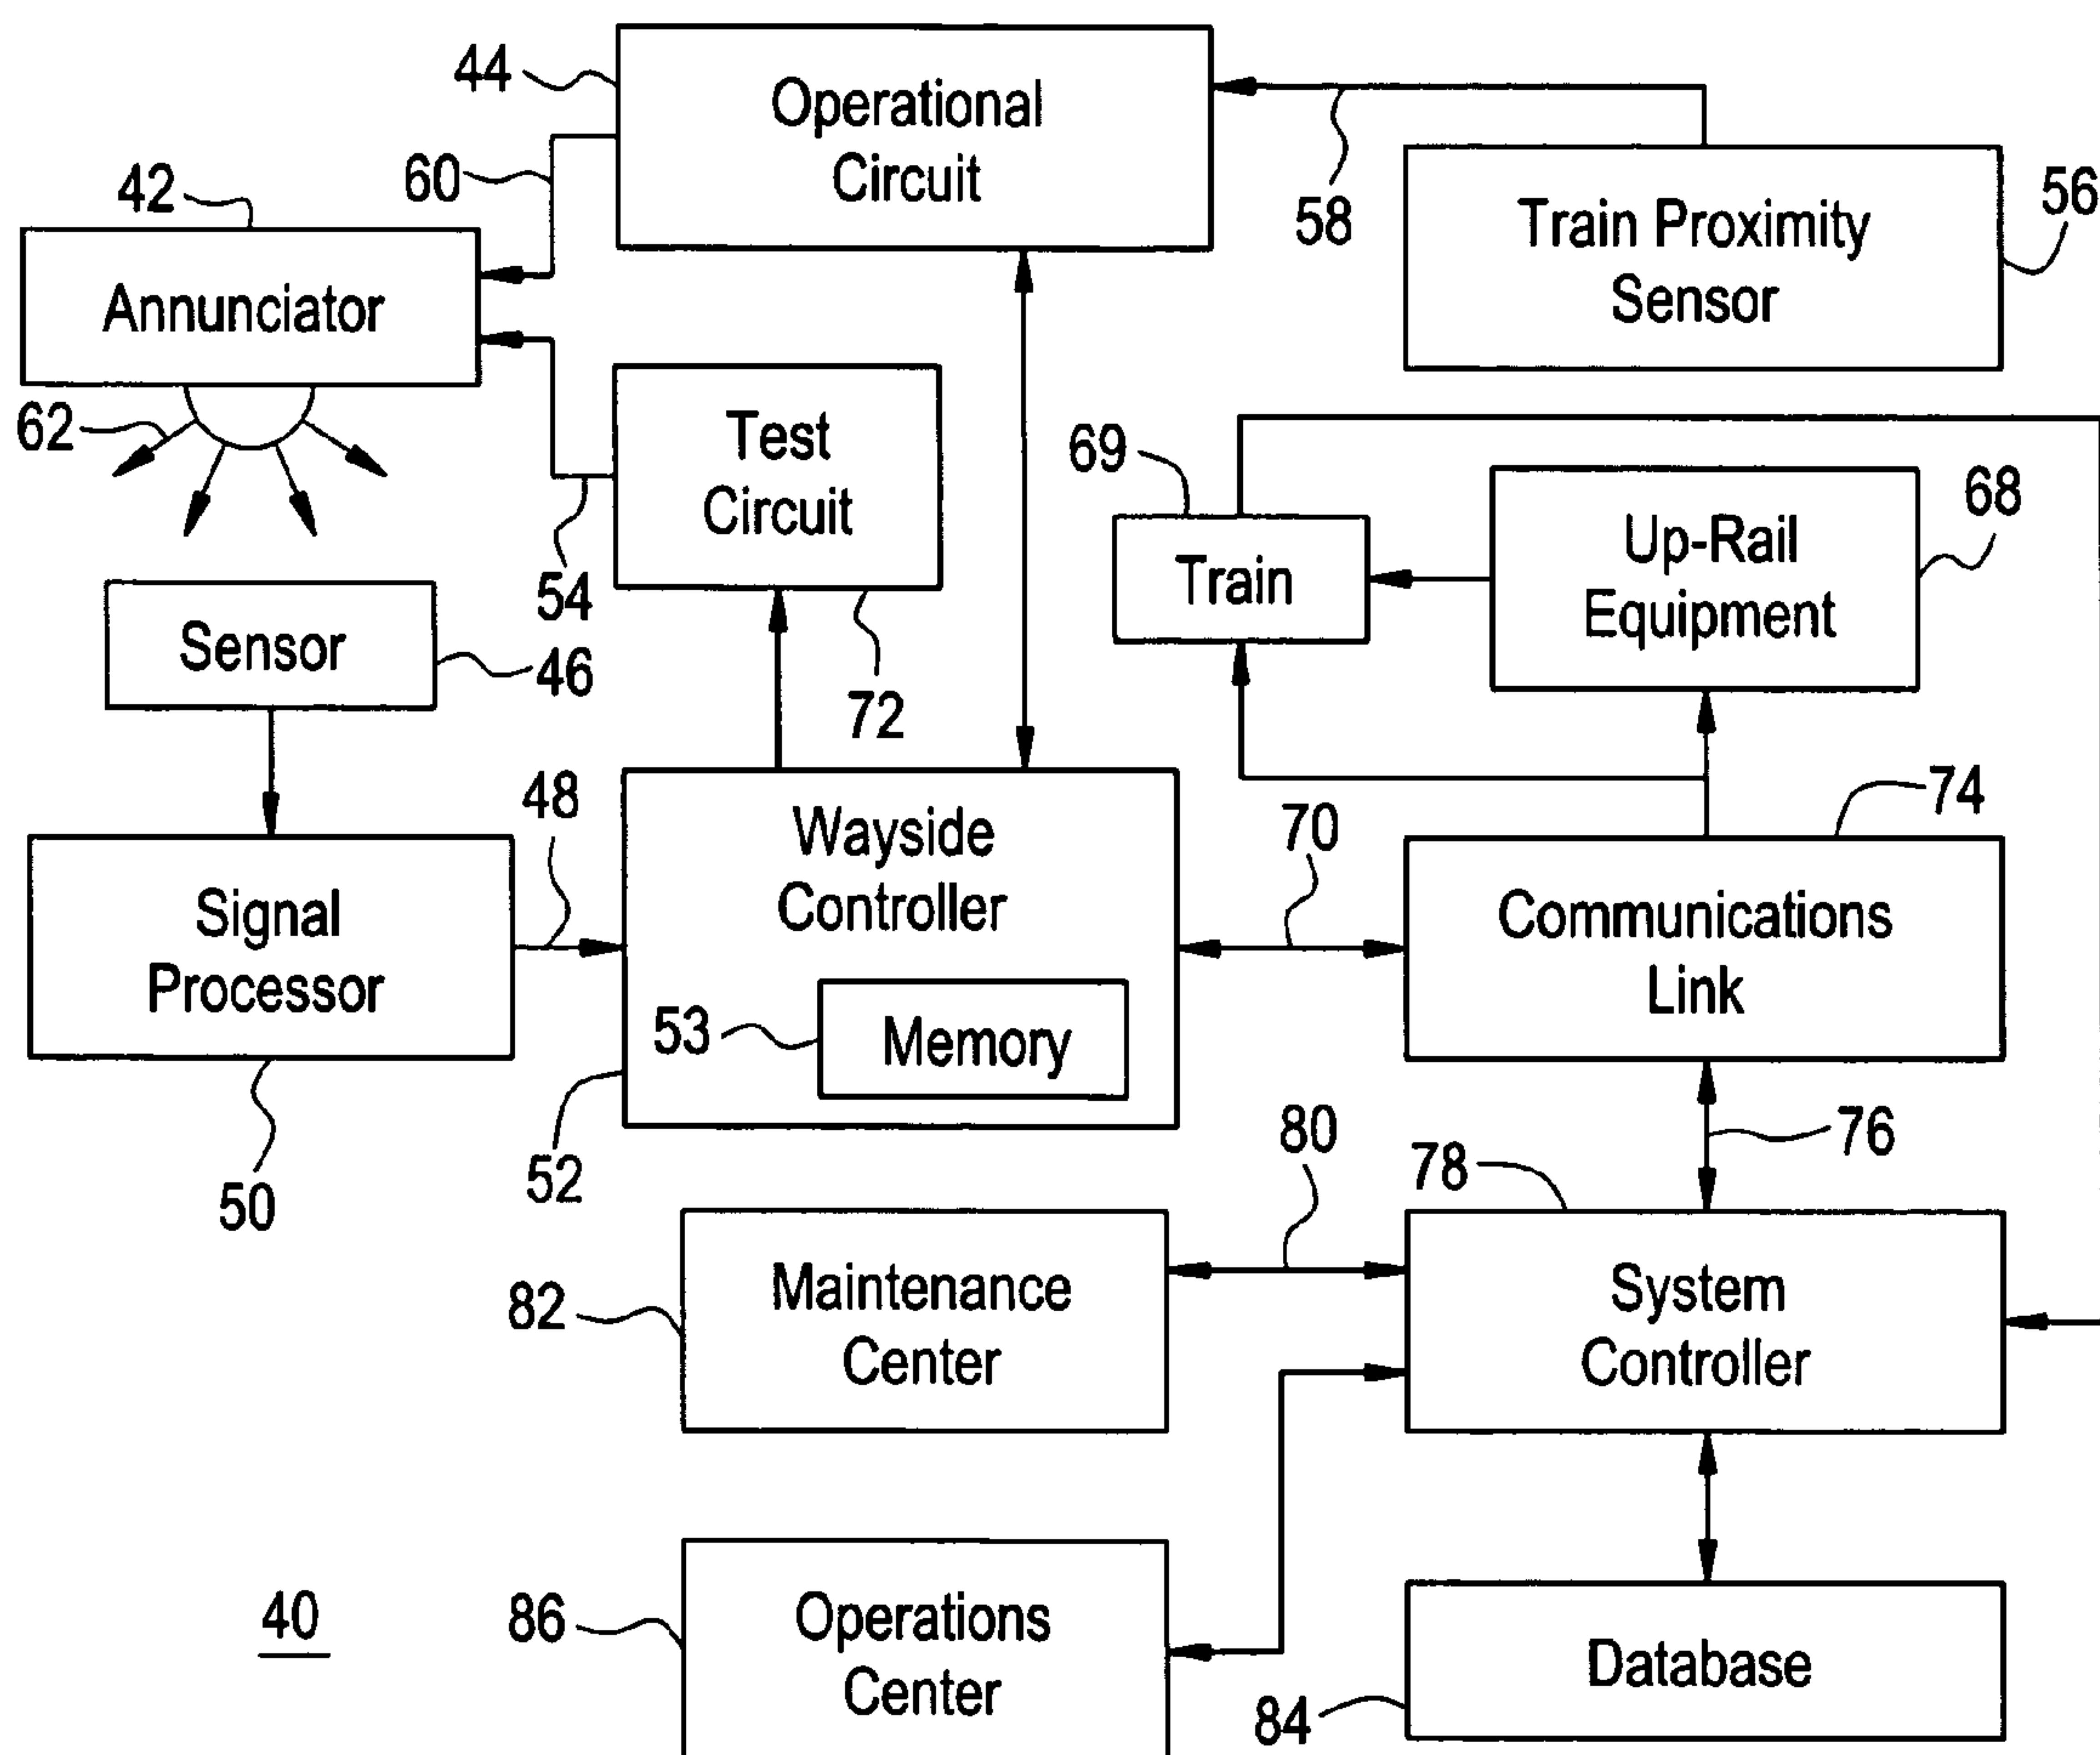 44
Operational
Circuit
58
Train Proximity
Sensor
56
60
42
Annunciator
62
Test
Circuit
54
72
69
Train
Up-Rail
Equipment
68
Sensor
46
Signal
Processor
50
48
Wayside
Controller
53
Memory
52
70
Communications
Link
74
76
80
78
82
Maintenance
Center
System
Controller
40
86
Operations
Center
Database
84